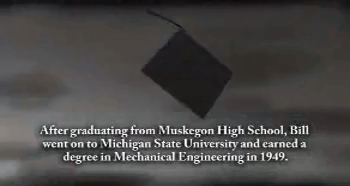 After graduating from Muskegon High School, Bill
went on to Michigan State University and earned a
degree in Mechanical Engineering in 1949.